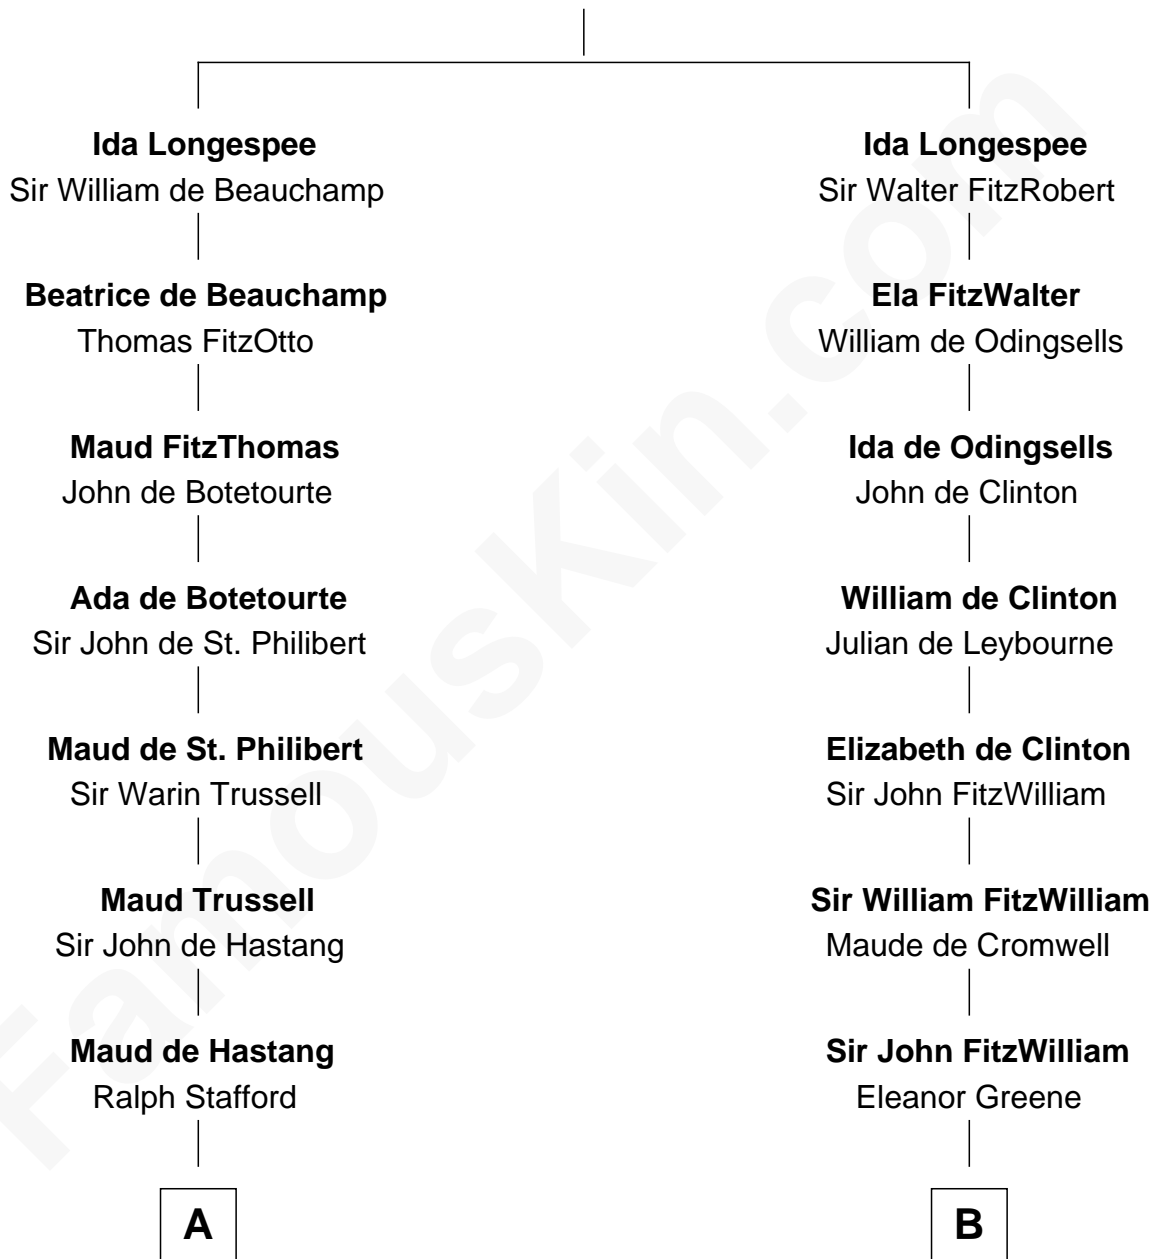 Ida Longespee
Sir William de Beauchamp
Beatrice de Beauchamp
Thomas FitzOtto
Maud FitzThomas
John de Botetourte
Ada de Botetourte
Sir John de St. Philibert
Maud de St. Philibert
Sir Warin Trussell
Maud Trussell
Sir John de Hastang
Maud de Hastang
Ralph Stafford
A
Ida Longespee
Sir Walter FitzRobert
Ela FitzWalter
William de Odingsells
Ida de Odingsells
John de Clinton
William de Clinton
Julian de Leybourne
Elizabeth de Clinton
Sir John FitzWilliam
Sir William FitzWilliam
Maude de Cromwell
Sir John FitzWilliam
Eleanor Greene
B
FamousKin.com